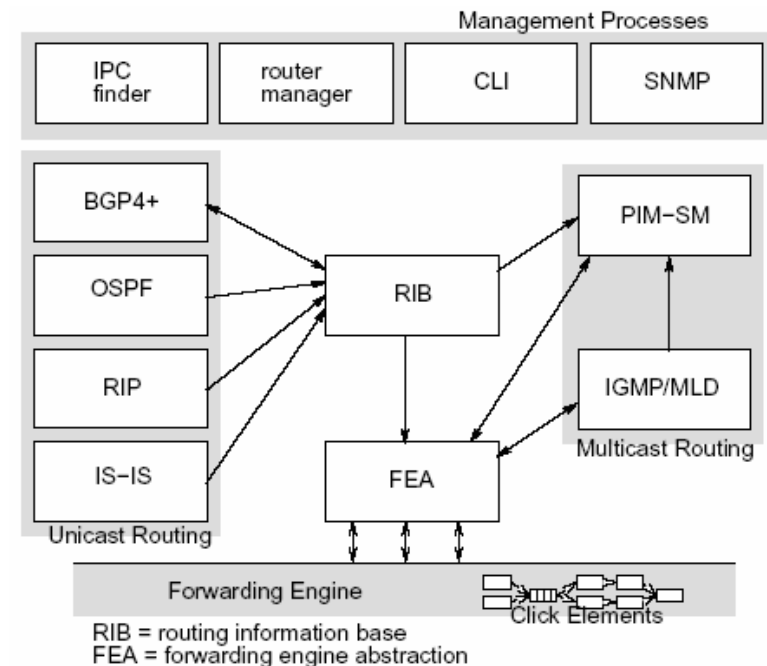 Management Processes
IPC
finder
router
manager
CLI
SNMP
BGP4+
OSPF
RIP
IS−IS
Unicast Routing
RIB
FEA
PIM−SM
IGMP/MLD
Multicast Routing
Forwarding Engine
Click Elements
RIB = routing information base
FEA = forwarding engine abstraction